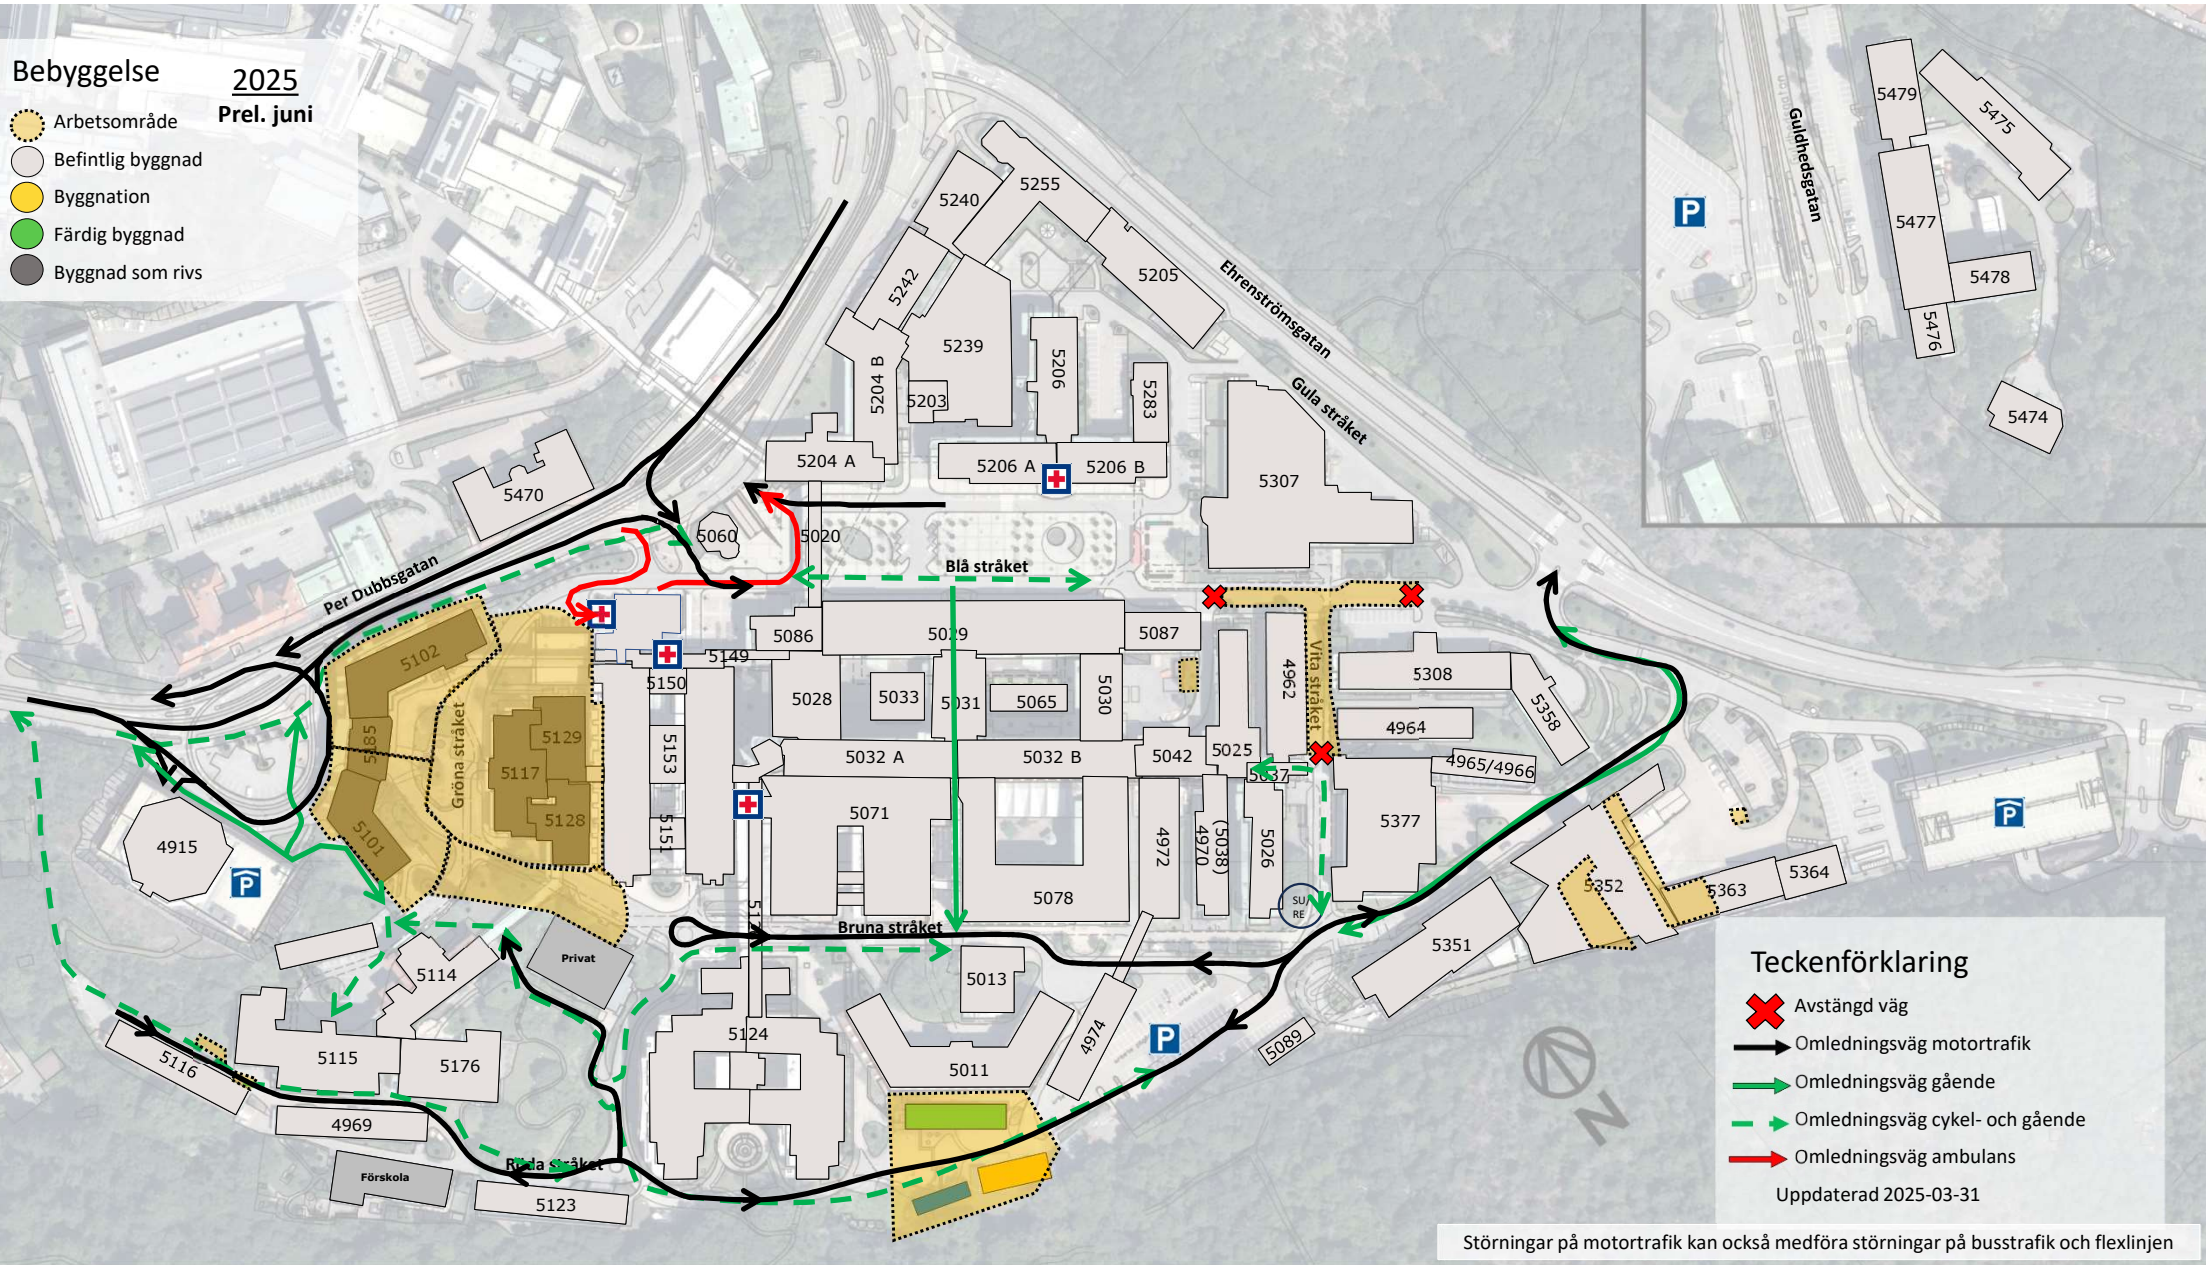 Bebyggelse
2025
Prel. juni
Arbetsområde
Befintlig byggnad
Byggnation
Färdig byggnad
Byggnad som rivs
5479
5475
Guldhedsgatan
P
5477
5478
5476
5474
5255
5240
5205
5242
Ehrenströmsgatan
5239
5206
5204 B
5203
5283
Gula stråket
5204 A
5206 A
5206 B
5307
5470
5060
5020
Blå stråket
Per Dubbsgatan
5086
5029
5087
5102
5149
5150
5028
5033
5031
5065
5030
4962
Vita stråket
5308
5358
4964
5185
Gröna stråket
5129
5117
5153
5032 A
5032 B
5042
5025
5037
4965/4966
5128
5101
5151
5071
4972
4970
(5038)
5026
5377
P
4915
P
5078
SU/
RE
5352
5363
5364
Bruna stråket
5351
Privat
5114
5013
5124
4974
P
5089
5116
5115
5176
5011
4969
Röda stråket
Förskola
5123
N
Teckenförklaring
Avstängd väg
Omledningsväg motortrafik
Omledningsväg gående
Omledningsväg cykel- och gående
Omledningsväg ambulans
Uppdaterad 2025-03-31
Störningar på motortrafik kan också medföra störningar på busstrafik och flexlinjen